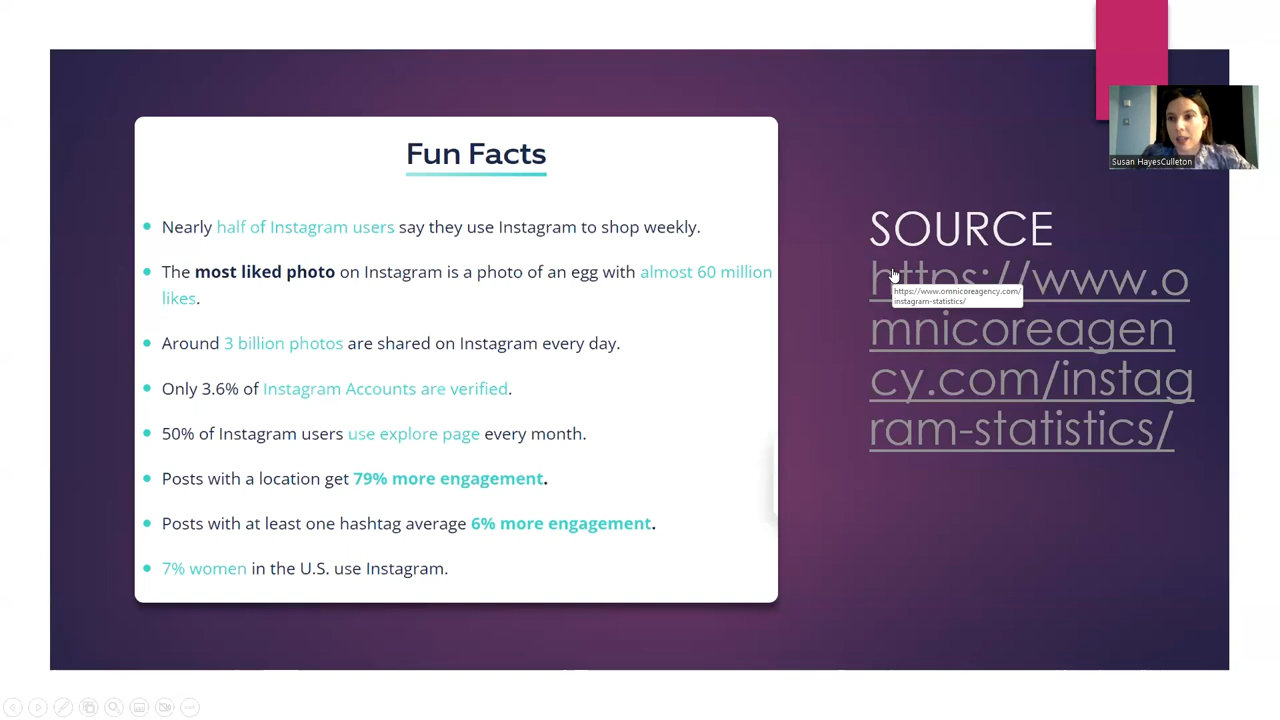 Fun Facts
Nearly half of Instagram users say they use Instagram to shop weekly.
The most liked photo on Instagram is a photo of an egg with almost 60 million
likes.
Around 3 billion photos are shared on Instagram every day.
Only 3.6% of Instagram Accounts are verified.
50% of Instagram users use explore page every month.
Posts with a location get 79% more engagement.
Posts with at least one hashtag average 6% more engagement.
7% women in the U.S. use Instagram.
SOURCE
https://www.o
mnicoreagen
cy.com/instag
ram-statistics/
https://www.omnicoreagency.com/
instagram-statistics/
Susan HayesCulleton